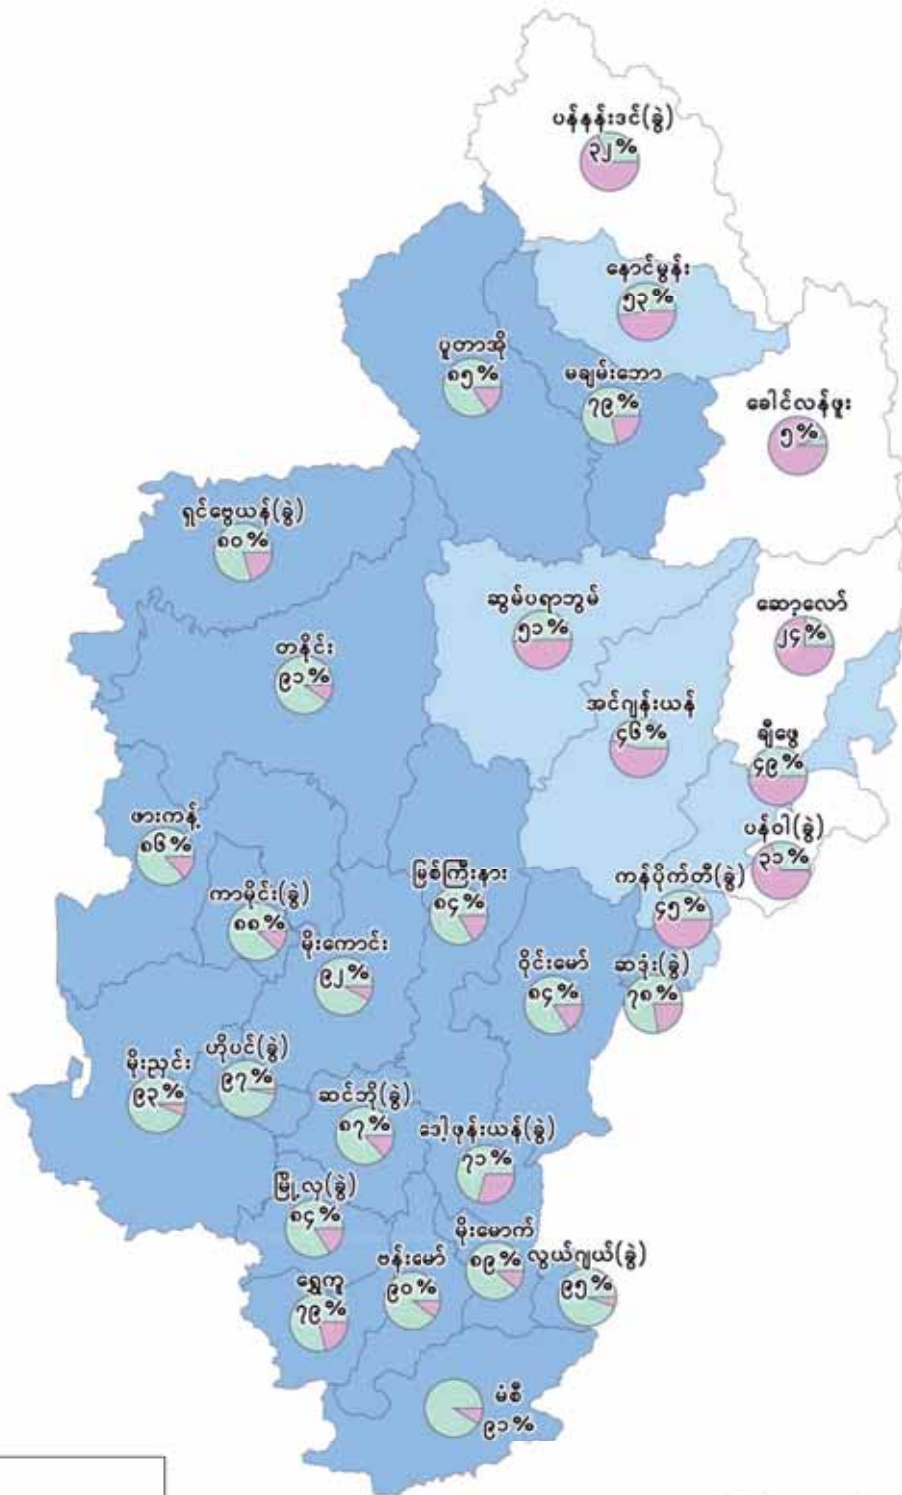 ပန်နန်းဒင်(ခွဲ)
၃၂%
နောင်မွန်း
၅၃%
ပူတာအို
၈၅%
မချမ်းဘော
၇၉%
ခေါင်လန်ဖူး
၅%
ရှင်ဗွေယန်(ခွဲ)
၈၀%
ဆွမ်ပရာဘွမ်
၅၁%
ဆော့လော်
၂၄%
တနိုင်း
၉၁%
အင်ဂျန်းယန်
၄၆%
ချီဖွေ
၄၉%
ဖားကန့်
၈၆%
ပန်ဝါ(ခွဲ)
၃၁%
မြစ်ကြီးနား
၈၄%
ကန်ပိုက်တီ(ခွဲ)
၄၅%
ကာမိုင်း(ခွဲ)
၈၈%
မိုးကောင်း
၉၂%
ဝိုင်းမော်
၈၄%
ဆဒုံး(ခွဲ)
၇၈%
မိုးညှင်း
၉၃%
ဟိုပင်(ခွဲ)
၉၇%
ဆင်ဘို(ခွဲ)
၈၇%
ဒေါ့ဖုန်းယန်(ခွဲ)
၇၁%
မြို့လှ(ခွဲ)
၈၄%
မိုးမောက်
၈၉%
လွယ်ဂျယ်(ခွဲ)
၉၅%
ဗန်းမော်
၉၀%
ရွှေကူ
၇၉%
မံစီ
၉၁%